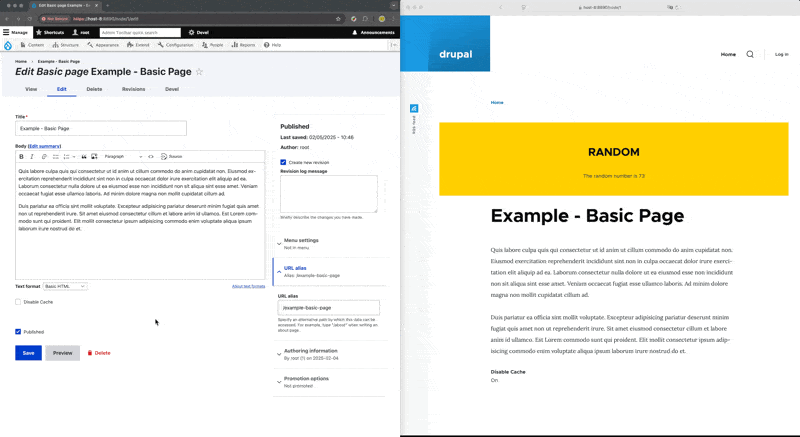 Edit Basic page Example - Ba
Not Secure
https://host-8:8890/node/1/edit
Manage
Shortcuts
root
Admin Toolbar quick search
Devel
Announcements
Content
Structure
Appearance
Extend
Configuration
People
Reports
Help
Home
Example - Basic Page
Edit Basic page Example - Basic Page
View
Edit
Delete
Revisions
Devel
Title*
Example - Basic Page
Body (Edit summary)
B I
Paragraph
Source
Quis labore culpa quis qui consectetur ut id anim ut cillum commodo do anim cupidatat non. Eiusmod ex-
ercitation reprehenderit incididunt sint non in culpa occaecat dolor irure exercitation elit aliquip ad ea.
Laborum consectetur nulla dolore ut ea eiusmod esse non incididunt non sit aliqua sint esse amet. Veniam
occaecat fugiat esse ullamco laboris. Ad minim dolore magna non mollit cupidatat cillum ad.
Duis pariatur ea officia sint mollit voluptate. Excepteur adipisicing pariatur deserunt minim fugiat quis amet
non ut reprehenderit irure. Sit amet eiusmod consectetur cillum et labore anim id ullamco. Est Lorem com-
modo sunt qui proident. Elit mollit consectetur ipsum adipisicing commodo enim voluptate aliqua ipsum
laborum irure nostrud do et.
Text format
Basic HTML
About text formats
Disable Cache
Published
Save
Preview
Delete
Published
Last saved: 02/05/2025 - 10:46
Author: root
Create new revision
Revision log message
Briefly describe the changes you have made.
Menu settings
Not in menu
URL alias
Alias: /example-basic-page
URL alias
/example-basic-page
Specify an alternative path by which this data can be
accessed. For example, type "/about" when writing an
about page.
Authoring information
By root (1) on 2025-02-04
Promotion options
Not promoted
host-8:8890/node/1
drupal
Home
Log in
Home
RANDOM
The random number is 73
Example - Basic Page
Quis labore culpa quis qui consectetur ut id anim ut cillum commodo do anim cupidatat non.
Eiusmod exercitation reprehenderit incididunt sint non in culpa occaecat dolor irure exerci-
tation elit aliquip ad ea. Laborum consectetur nulla dolore ut ea eiusmod esse non incididunt
non sit aliqua sint esse amet. Veniam occaecat fugiat esse ullamco laboris. Ad minim dolore
magna non mollit cupidatat cillum ad.
Duis pariatur ea officia sint mollit voluptate. Excepteur adipisicing pariatur deserunt minim
fugiat quis amet non ut reprehenderit irure. Sit amet eiusmod consectetur cillum et labore
anim id ullamco. Est Lorem commodo sunt qui proident. Elit mollit consectetur ipsum adip-
isicing commodo enim voluptate aliqua ipsum laborum irure nostrud do et.
Disable Cache
On